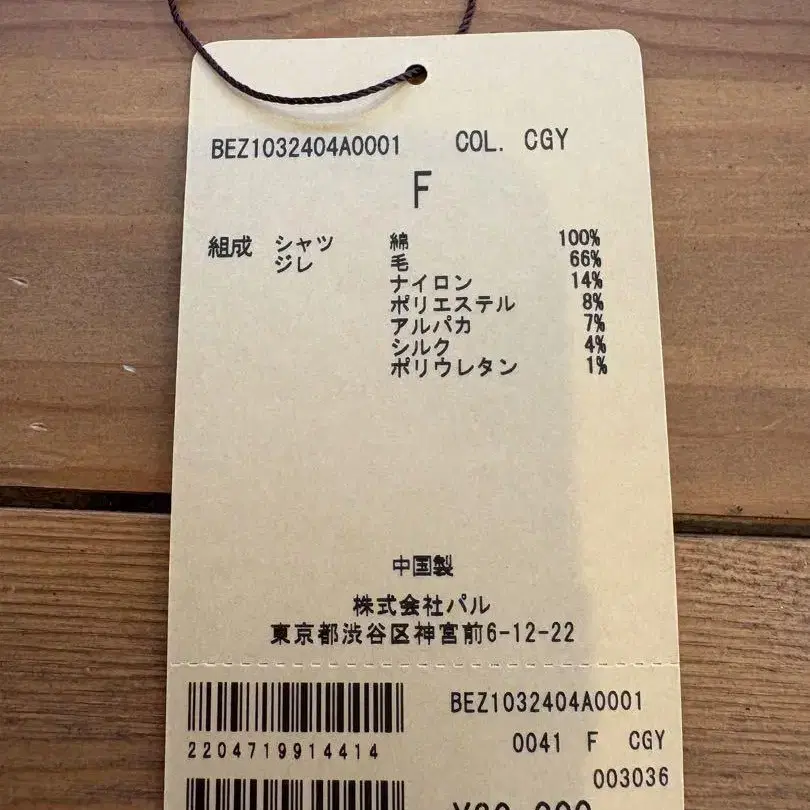 BEZ1032404A0001 COL. CGY
F
組成 シャツ 綿 100%
ジレ 毛 66%
ナイロン 14%
ポリエステル 8%
アルパカ 7%
シルク 4%
ポリウレタン 1%
中国製
株式会社パル
東京都渋谷区神宮前6-12-22
BEZ1032404A0001
2204719914414 0041 F CGY
003036